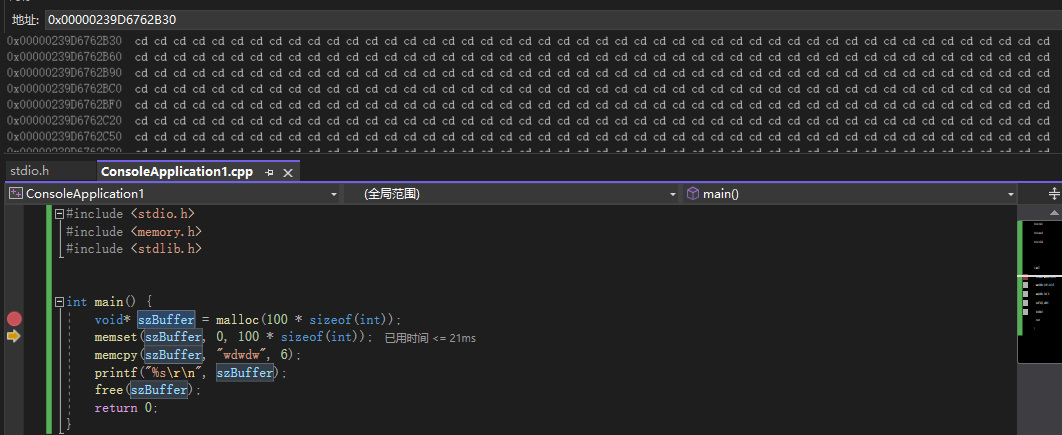 地址: 0x00000239D6762B30
0x00000239D6762B30 cd cd cd cd cd cd cd cd cd cd cd cd cd cd cd cd cd cd cd cd cd cd cd cd cd cd cd cd cd cd cd cd cd cd cd cd cd cd cd cd cd cd cd cd cd cd cd cd
0x00000239D6762B60 cd cd cd cd cd cd cd cd cd cd cd cd cd cd cd cd cd cd cd cd cd cd cd cd cd cd cd cd cd cd cd cd cd cd cd cd cd cd cd cd cd cd cd cd cd cd cd cd
0x00000239D6762B90 cd cd cd cd cd cd cd cd cd cd cd cd cd cd cd cd cd cd cd cd cd cd cd cd cd cd cd cd cd cd cd cd cd cd cd cd cd cd cd cd cd cd cd cd cd cd cd cd
0x00000239D6762BC0 cd cd cd cd cd cd cd cd cd cd cd cd cd cd cd cd cd cd cd cd cd cd cd cd cd cd cd cd cd cd cd cd cd cd cd cd cd cd cd cd cd cd cd cd cd cd cd cd
0x00000239D6762BF0 cd cd cd cd cd cd cd cd cd cd cd cd cd cd cd cd cd cd cd cd cd cd cd cd cd cd cd cd cd cd cd cd cd cd cd cd cd cd cd cd cd cd cd cd cd cd cd cd
0x00000239D6762C20 cd cd cd cd cd cd cd cd cd cd cd cd cd cd cd cd cd cd cd cd cd cd cd cd cd cd cd cd cd cd cd cd cd cd cd cd cd cd cd cd cd cd cd cd cd cd cd cd
0x00000239D6762C50 cd cd cd cd cd cd cd cd cd cd cd cd cd cd cd cd cd cd cd cd cd cd cd cd cd cd cd cd cd cd cd cd cd cd cd cd cd cd cd cd cd cd cd cd cd cd cd cd
stdio.h ConsoleApplication1.cpp
ConsoleApplication1 (全局范围) main()
#include <stdio.h>
#include <memory.h>
#include <stdlib.h>
int main() {
void* szBuffer = malloc(100 * sizeof(int));
memset(szBuffer, 0, 100 * sizeof(int)); 已用时间 <= 21ms
memcpy(szBuffer, "wdwdw", 6);
printf("%s\r\n", szBuffer);
free(szBuffer);
return 0;
}